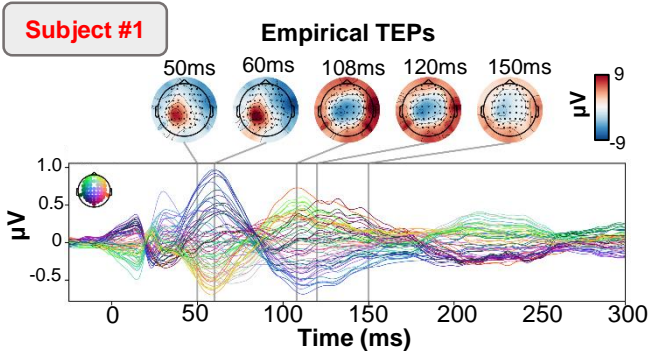 Subject #1
Empirical TEPs
50ms 60ms 108ms 120ms 150ms
9
µV
-9
1.0
0.5
0
-0.5
µV
0 50 100 150 200 250 300
Time (ms)